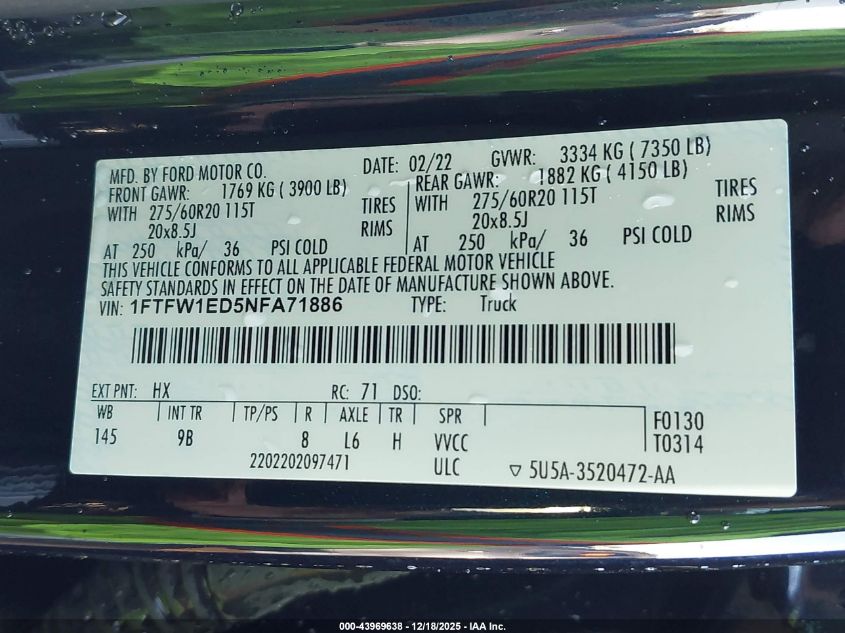 MFD. BY FORD MOTOR CO. DATE: 02/22 GVWR: 3334 KG ( 7350 LB)
FRONT GAWR: 1769 KG ( 3900 LB) REAR GAWR: 1882 KG ( 4150 LB)
WITH 275/60R20 115T TIRES WITH 275/60R20 115T TIRES
20x8.5J RIMS 20x8.5J RIMS
AT 250 kPa/ 36 PSI COLD AT 250 kPa/ 36 PSI COLD
THIS VEHICLE CONFORMS TO ALL APPLICABLE FEDERAL MOTOR VEHICLE
SAFETY STANDARDS IN EFFECT ON THE DATE OF MANUFACTURE SHOWN ABOVE.
VIN: 1FTFW1ED5NFA71886 TYPE: Truck
EXT PNT: HX RC: 71 DSO:
WB INT TR TP/PS R AXLE TR SPR F0130
145 9B 8 L6 H VVCC T0314
2202202097471 ULC ▽ 5U5A-3520472-AA
000-43969638 - 12/18/2025 - IAA Inc.